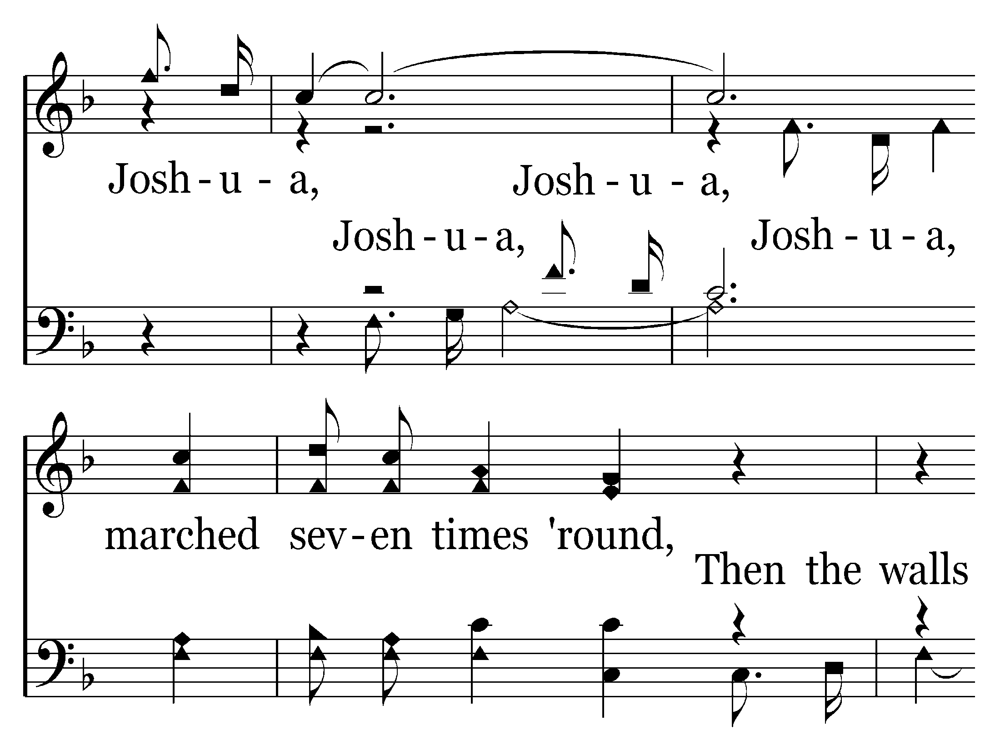 Josh - u - a, Josh - u - a,
Josh - u - a, Josh - u - a,
marched sev - en times 'round,
Then the walls